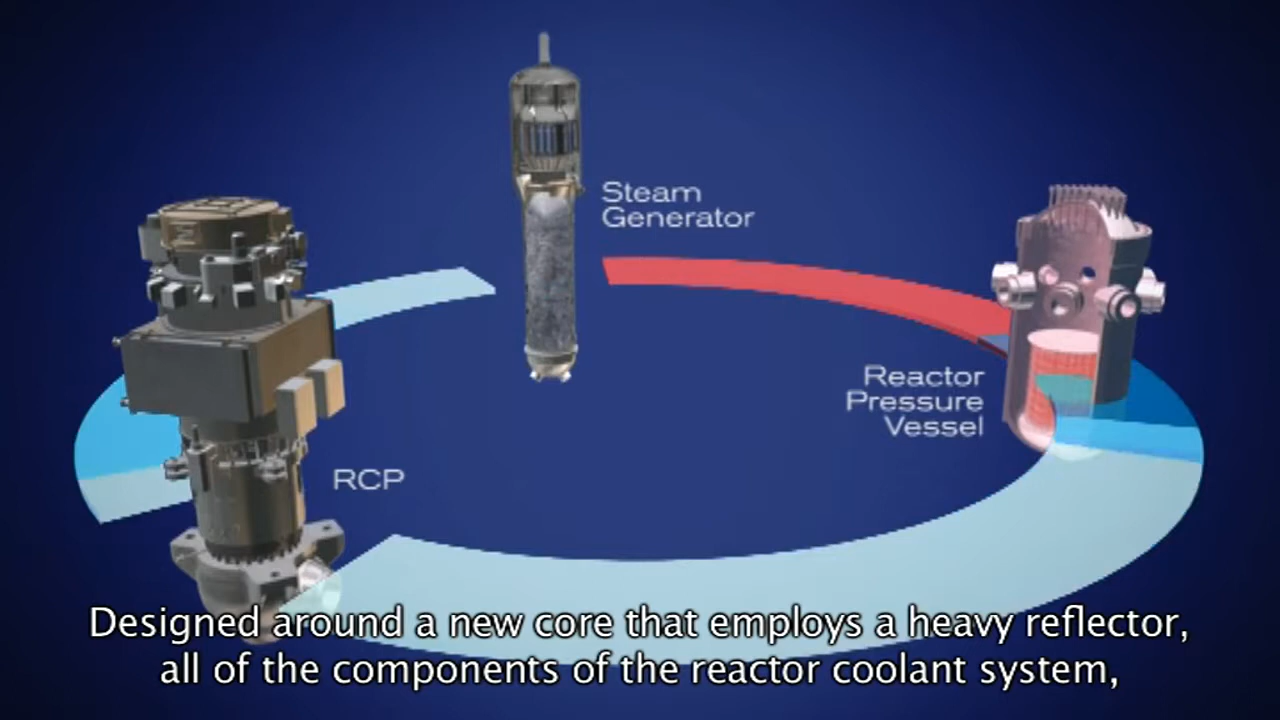 Steam
Generator
Reactor
Pressure
Vessel
RCP
Designed around a new core that employs a heavy reflector,
all of the components of the reactor coolant system,